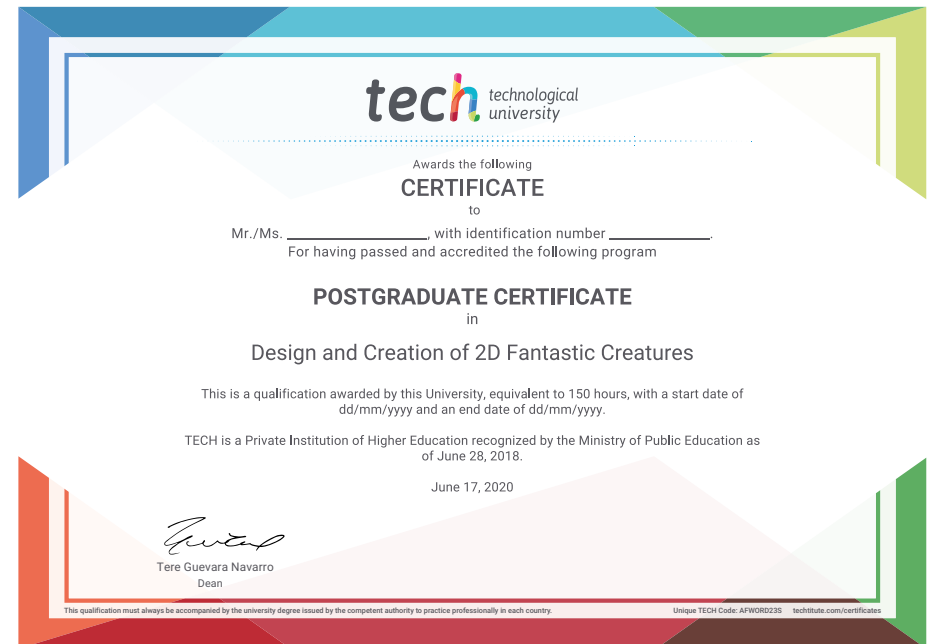 tech technological
university
Awards the following
CERTIFICATE
to
Mr./Ms. ____________________, with identification number ______________.
For having passed and accredited the following program
POSTGRADUATE CERTIFICATE
in
Design and Creation of 2D Fantastic Creatures
This is a qualification awarded by this University, equivalent to 150 hours, with a start date of
dd/mm/yyyy and an end date of dd/mm/yyyy.
TECH is a Private Institution of Higher Education recognized by the Ministry of Public Education as
of June 28, 2018.
June 17, 2020
Tere Guevara Navarro
Dean
This qualification must always be accompanied by the university degree issued by the competent authority to practice professionally in each country.
Unique TECH Code: AFWORD23S techtitute.com/certificates